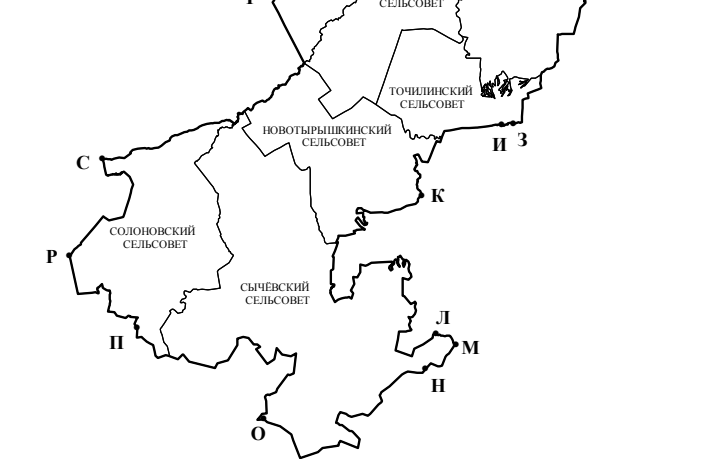 СЕЛЬСОВЕТ
ТОЧИЛИНСКИЙ
СЕЛЬСОВЕТ
НОВОТЫРЫШКИНСКИЙ
СЕЛЬСОВЕТ
И
З
С
К
СОЛОНОВСКИЙ
СЕЛЬСОВЕТ
Р
СЫЧЁВСКИЙ
СЕЛЬСОВЕТ
Л
П
М
Н
О